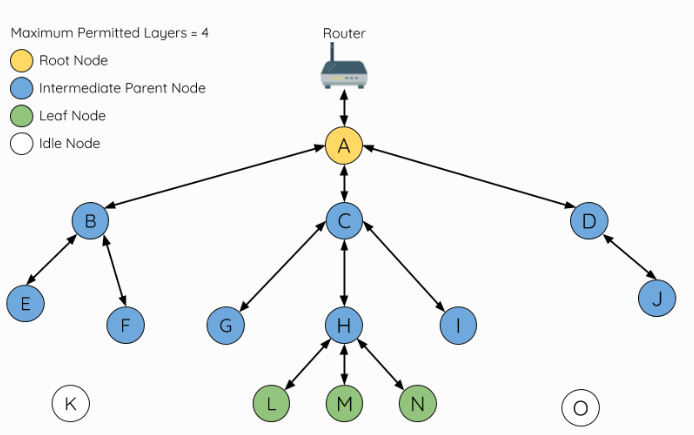 Maximum Permitted Layers = 4
Router
Root Node
Intermediate Parent Node
Leaf Node
Idle Node
A
B
C
D
E
F
G
H
I
J
K
L
M
N
O